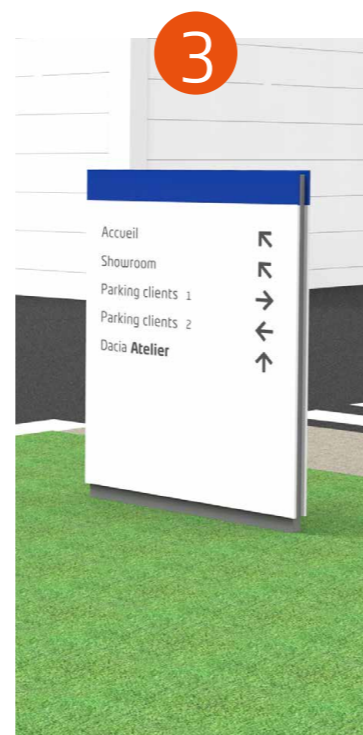 3
Accueil ↖
Showroom ↖
Parking clients 1 →
Parking clients 2 ←
Dacia Atelier ↑